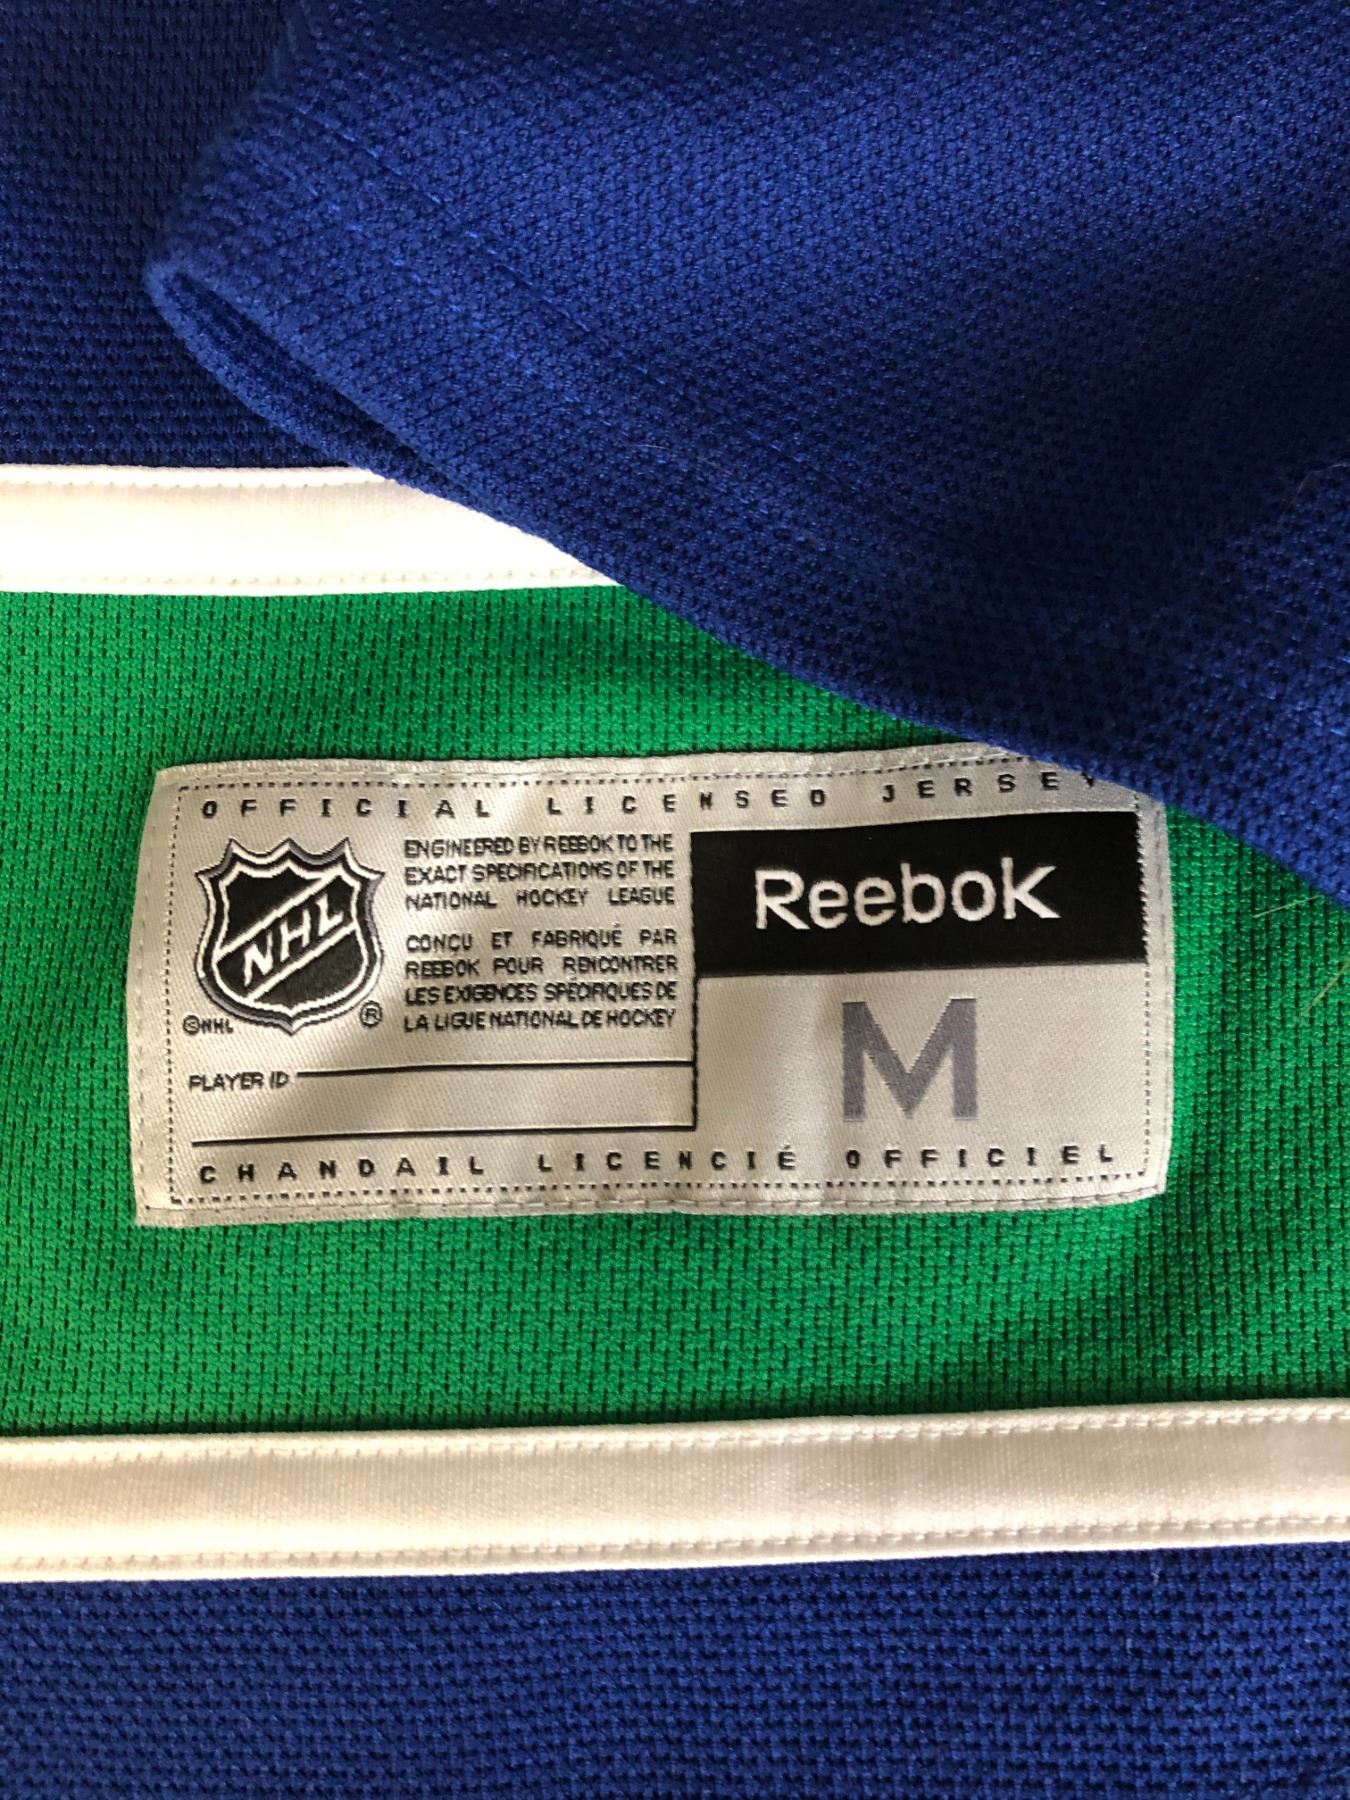 OFFICIAL LICENSED JERSEY
NHL
©NHL
®
ENGINEERED BY REEBOK TO THE
EXACT SPECIFICATIONS OF THE
NATIONAL HOCKEY LEAGUE
CONCU ET FABRIQUÉ PAR
REEBOK POUR RENCONTRER
LES EXIGENCES SPÉCIFIQUES DE
LA LIGUE NATIONAL DE HOCKEY
Reebok
M
PLAYER ID
CHANDAIL LICENCIÉ OFFICIEL